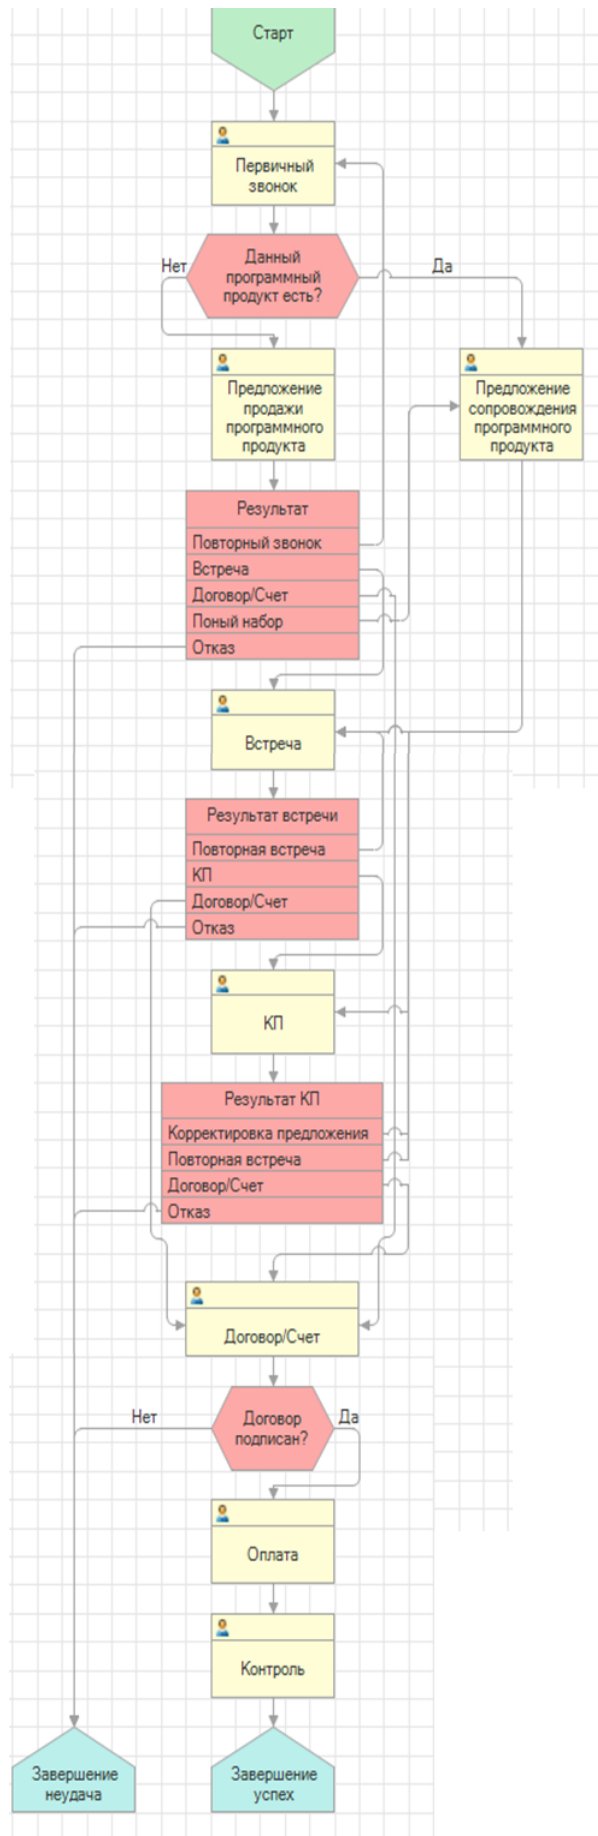 Старт
Первичный
звонок
Данный
программный
продукт есть?
Нет
Да
Предложение
продажи
программного
продукта
Предложение
сопровождения
программного
продукта
Результат
Повторный звонок
Встреча
Договор/Счет
Поный набор
Отказ
Встреча
Результат встречи
Повторная встреча
КП
Договор/Счет
Отказ
КП
Результат КП
Корректировка предложения
Повторная встреча
Договор/Счет
Отказ
Договор/Счет
Договор
подписан?
Нет
Да
Оплата
Контроль
Завершение
неудача
Завершение
успех